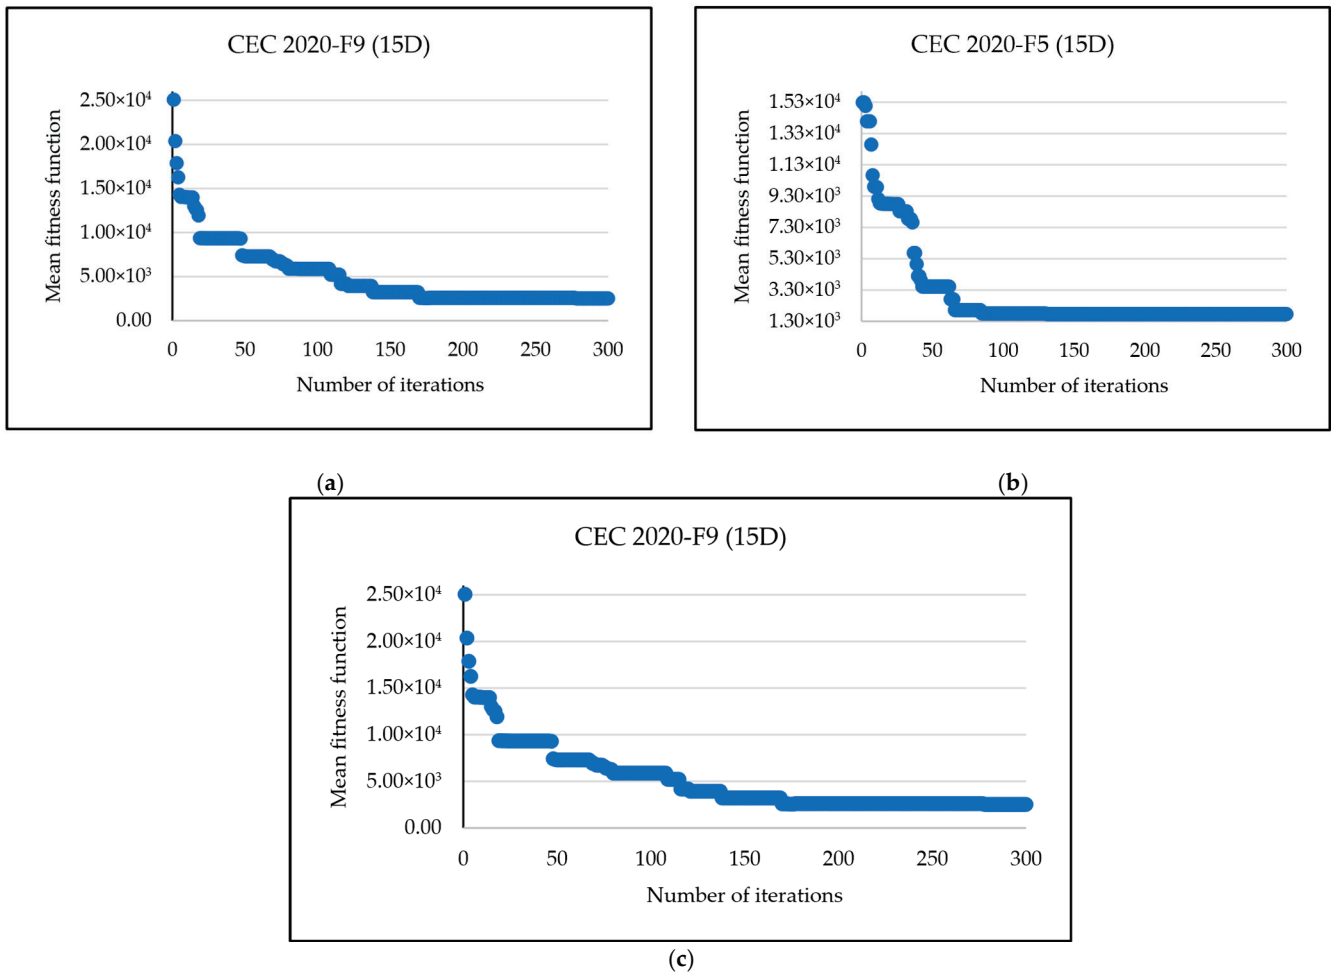 CEC 2020-F9 (15D)
Mean fitness function
2.50×10⁴
2.00×10⁴
1.50×10⁴
1.00×10⁴
5.00×10³
0.00
0 50 100 150 200 250 300
Number of iterations
(a)
CEC 2020-F5 (15D)
Mean fitness function
1.53×10⁴
1.33×10⁴
1.13×10⁴
9.30×10³
7.30×10³
5.30×10³
3.30×10³
1.30×10³
0 50 100 150 200 250 300
Number of iterations
(b)
CEC 2020-F9 (15D)
Mean fitness function
2.50×10⁴
2.00×10⁴
1.50×10⁴
1.00×10⁴
5.00×10³
0.00
0 50 100 150 200 250 300
Number of iterations
(c)